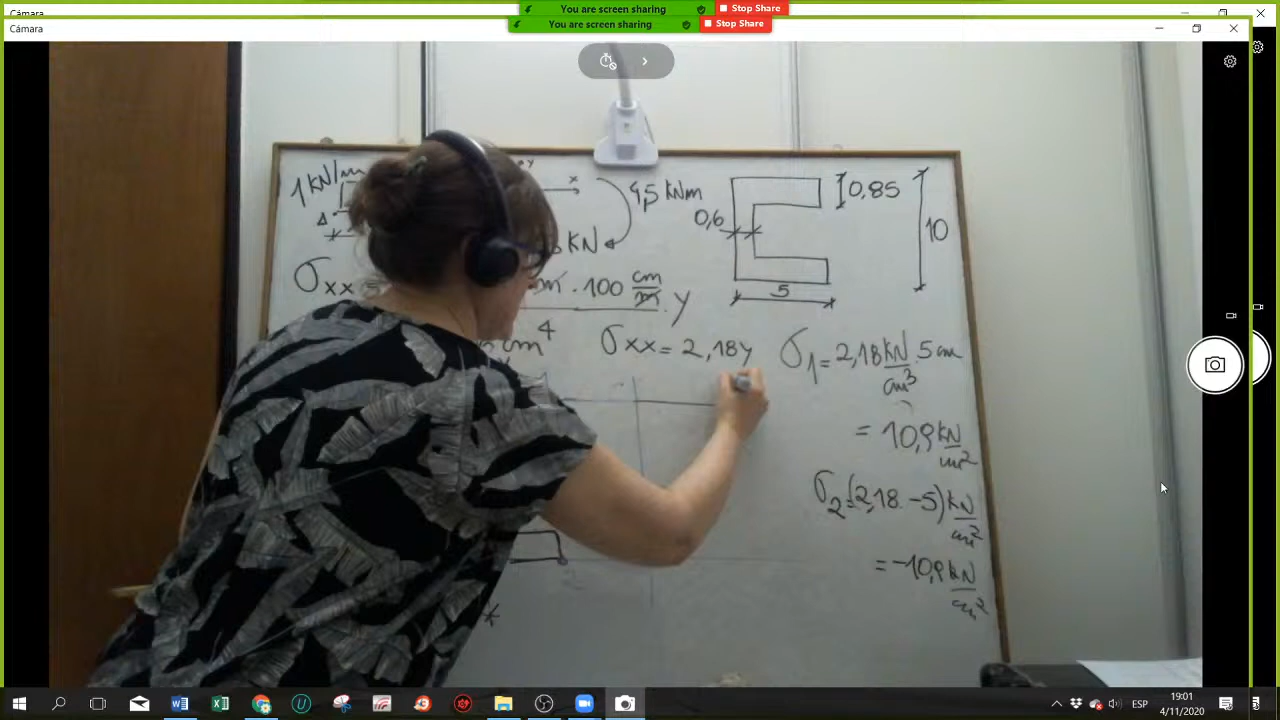 Cámara
You are screen sharing
Stop Share
Cámara
You are screen sharing
Stop Share
1 kN/m
x
4,5 kNm
kN
0,6
0,85
10
5
σxx
m . 100 cm/m . y
cm⁴
σxx = 2,18y
σ1 = 2,18 kN/cm³ 5 cm
= 10,9 kN/cm²
σ2 = (2,18 . -5) kN/cm²
= -10,9 kN/cm²
19:01
ESP
4/11/2020